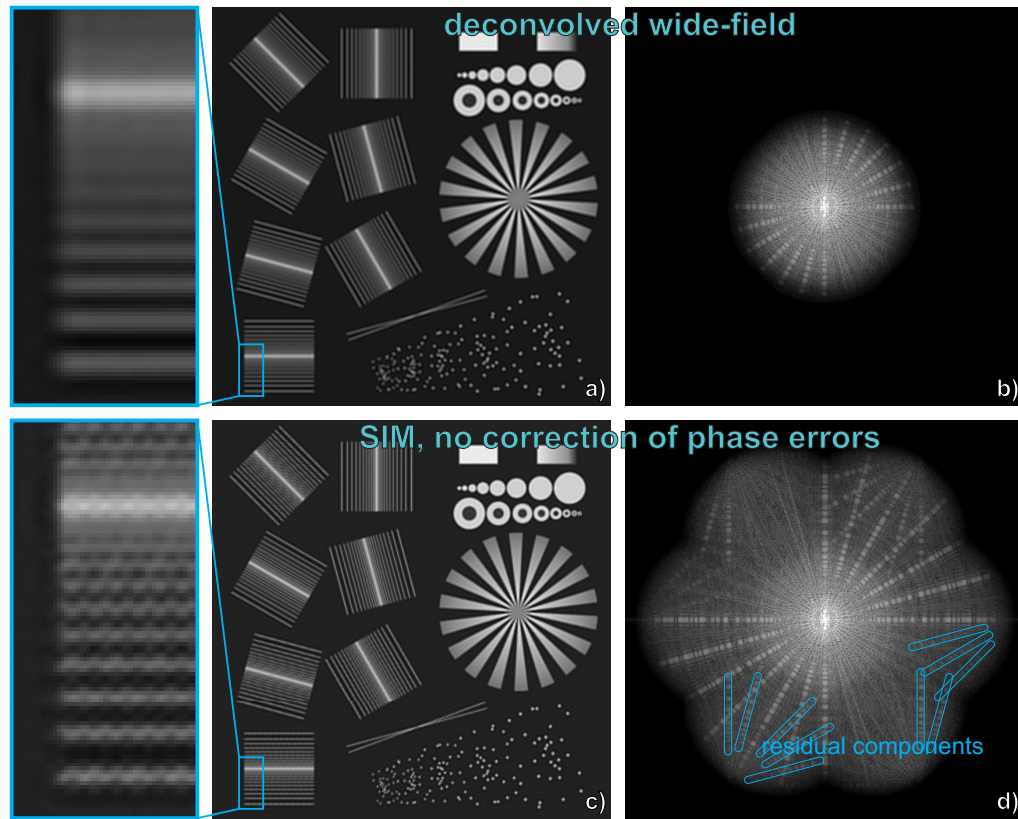 deconvolved wide-field
a)
b)
SIM, no correction of phase errors
residual components
c)
d)